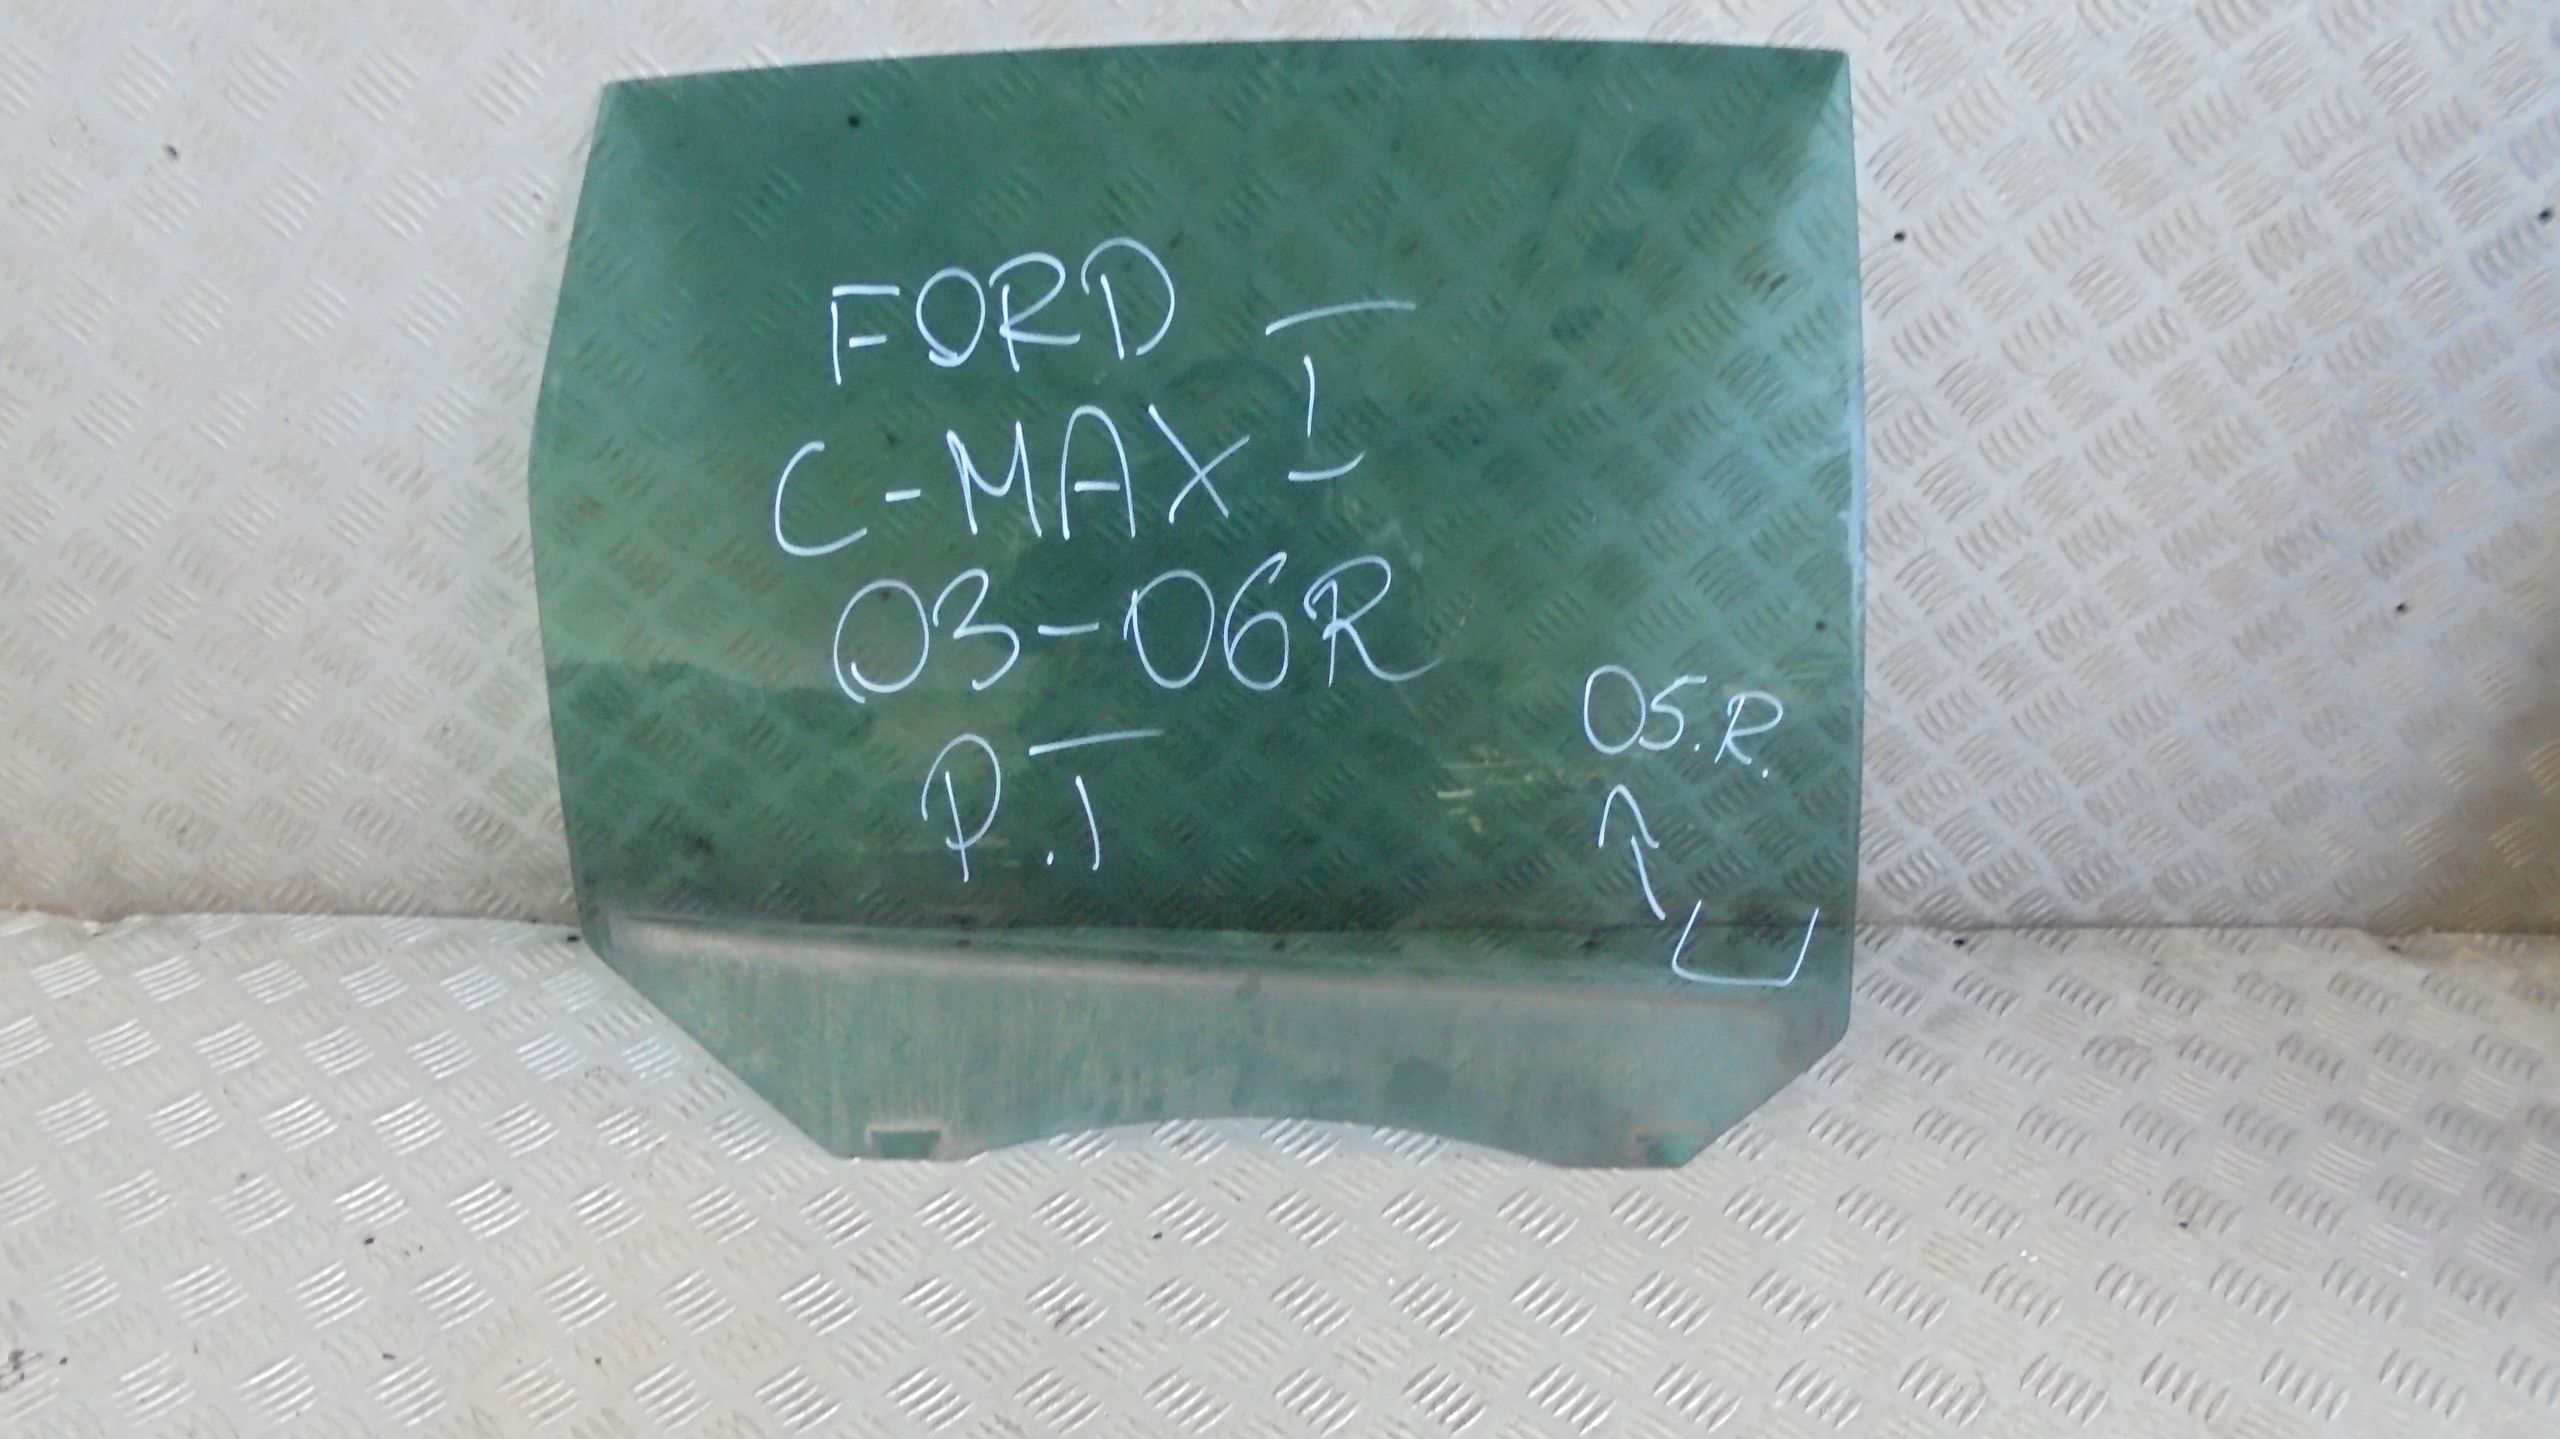 FORD
C-MAX I
03-06R
P.T
05.R.